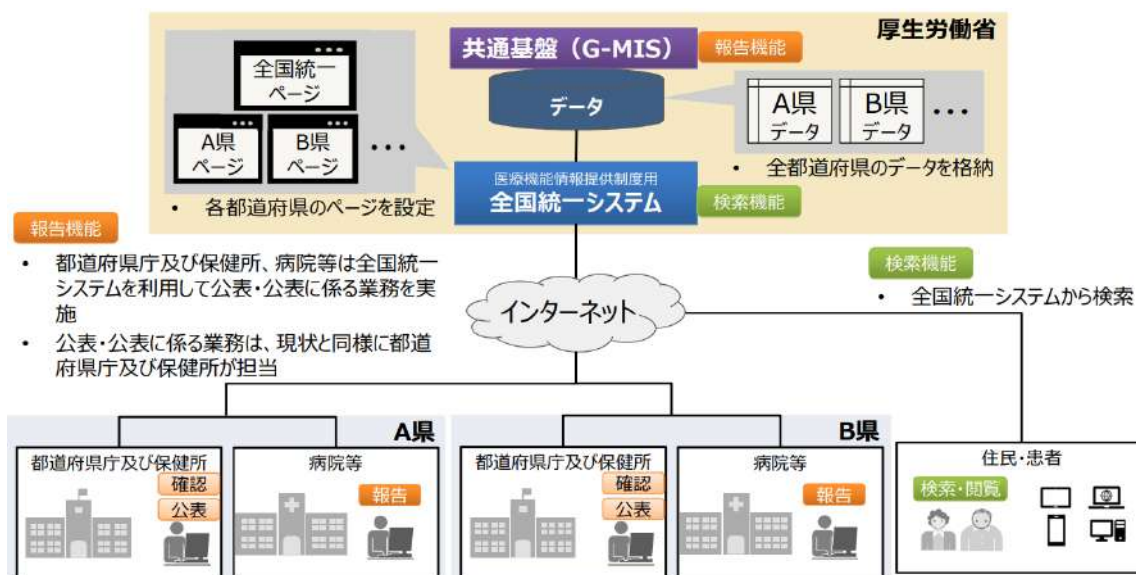 厚生労働省
共通基盤（G-MIS）
報告機能
データ
全国統一
ページ
A県
ページ
B県
ページ
•••
• 各都道府県のページを設定
A県
データ
B県
データ
•••
• 全都道府県のデータを格納
医療機能情報提供制度用
全国統一システム
検索機能
報告機能
• 都道府県庁及び保健所、病院等は全国統一
システムを利用して公表・公表に係る業務を実
施
• 公表・公表に係る業務は、現状と同様に都道
府県庁及び保健所が担当
インターネット
検索機能
• 全国統一システムから検索
A県
都道府県庁及び保健所
確認
公表
病院等
報告
B県
都道府県庁及び保健所
確認
公表
病院等
報告
住民・患者
検索・閲覧